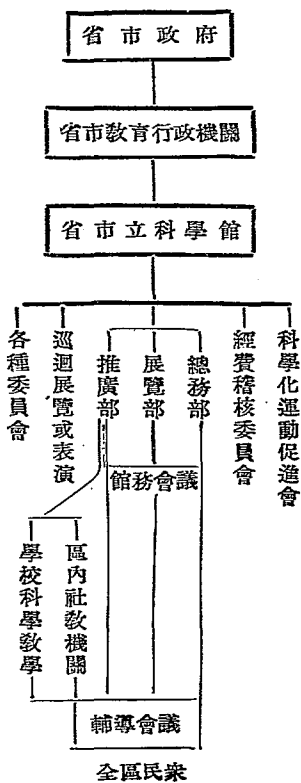 省市政府
省市教育行政機關
省市立科學館
科學化運動促進會
經費稽核委員會
總務部
展覽部
推廣部
巡迴展覽或表演
各種委員會
館務會議
區內社教機關
學校科學教學
輔導會議
全區民衆